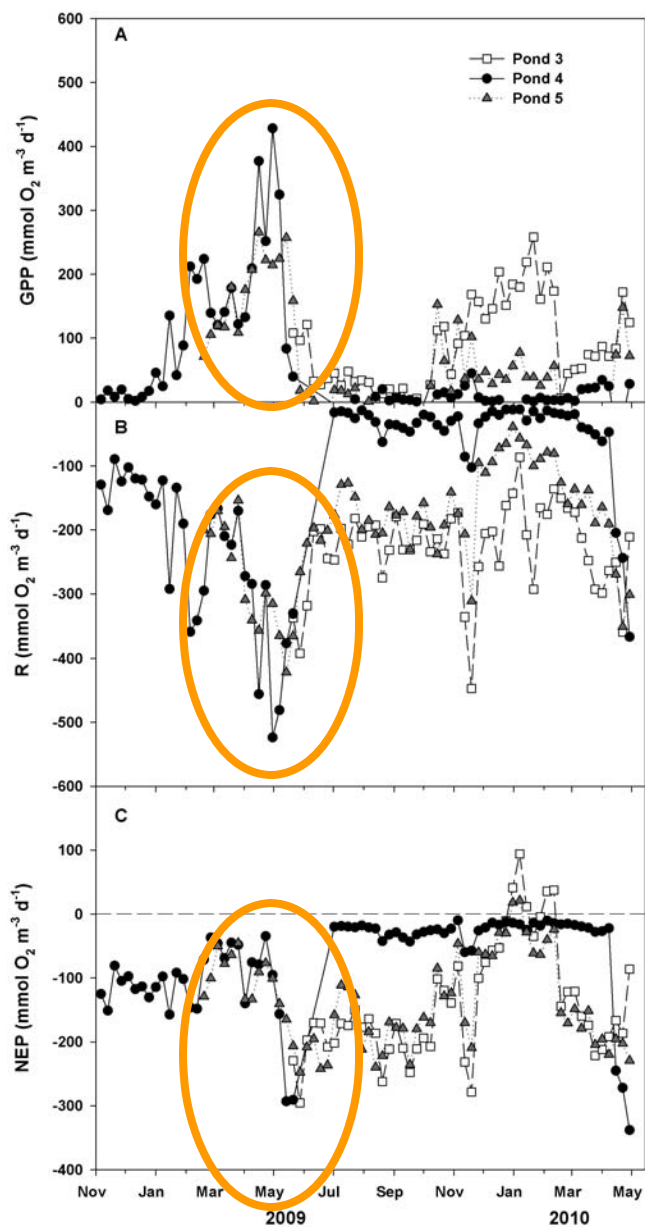 600
A
500
400
300
200
100
0
GPP (mmol O2 m-3 d-1)
Pond 3
Pond 4
Pond 5
B
-100
-200
-300
-400
-500
-600
R (mmol O2 m-3 d-1)
C
100
0
-100
-200
-300
-400
NEP (mmol O2 m-3 d-1)
Nov Jan Mar May Jul Sep Nov Jan Mar May
2009 2010